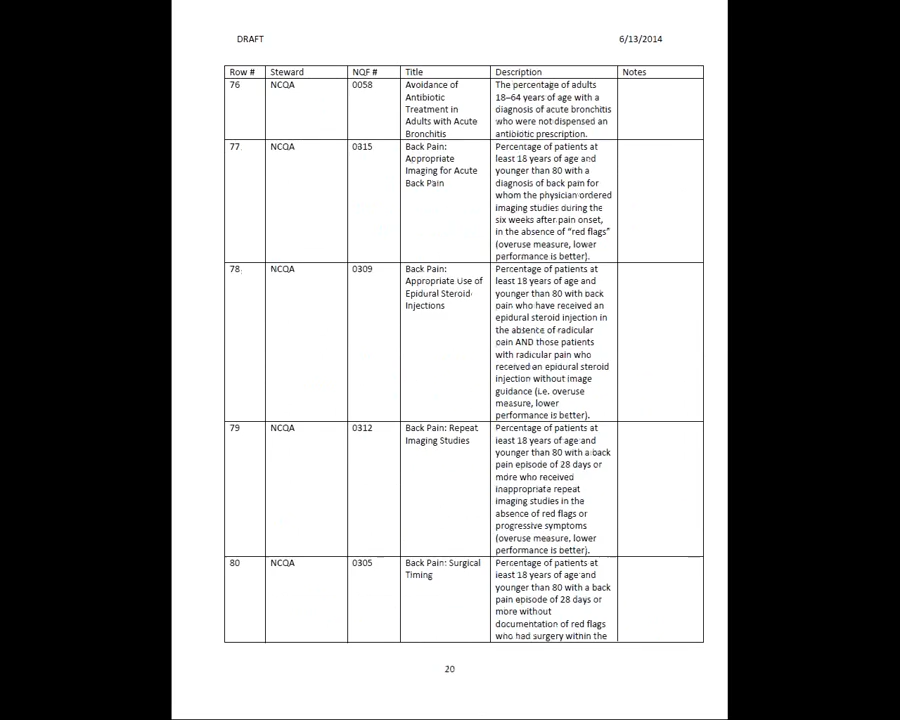 DRAFT 6/13/2014
Row # Steward NQF # Title Description Notes
76 NCQA 0058 Avoidance of The percentage of adults
Antibiotic 18–64 years of age with a
Treatment in diagnosis of acute bronchitis
Adults with Acute who were not dispensed an
Bronchitis antibiotic prescription.
77 NCQA 0315 Back Pain: Percentage of patients at
Appropriate least 18 years of age and
Imaging for Acute younger than 80 with a
Back Pain diagnosis of back pain for
whom the physician ordered
imaging studies during the
six weeks after pain onset,
in the absence of “red flags”
(overuse measure, lower
performance is better).
78 NCQA 0309 Back Pain: Percentage of patients at
Appropriate Use of least 18 years of age and
Epidural Steroid younger than 80 with back
Injections pain who have received an
epidural steroid injection in
the absence of radicular
pain AND those patients
with radicular pain who
received an epidural steroid
injection without image
guidance (i.e. overuse
measure, lower
performance is better).
79 NCQA 0312 Back Pain: Repeat Percentage of patients at
Imaging Studies least 18 years of age and
younger than 80 with a back
pain episode of 28 days or
more who received
inappropriate repeat
imaging studies in the
absence of red flags or
progressive symptoms
(overuse measure, lower
performance is better).
80 NCQA 0305 Back Pain: Surgical Percentage of patients at
Timing least 18 years of age and
younger than 80 with a back
pain episode of 28 days or
more without
documentation of red flags
who had surgery within the
20